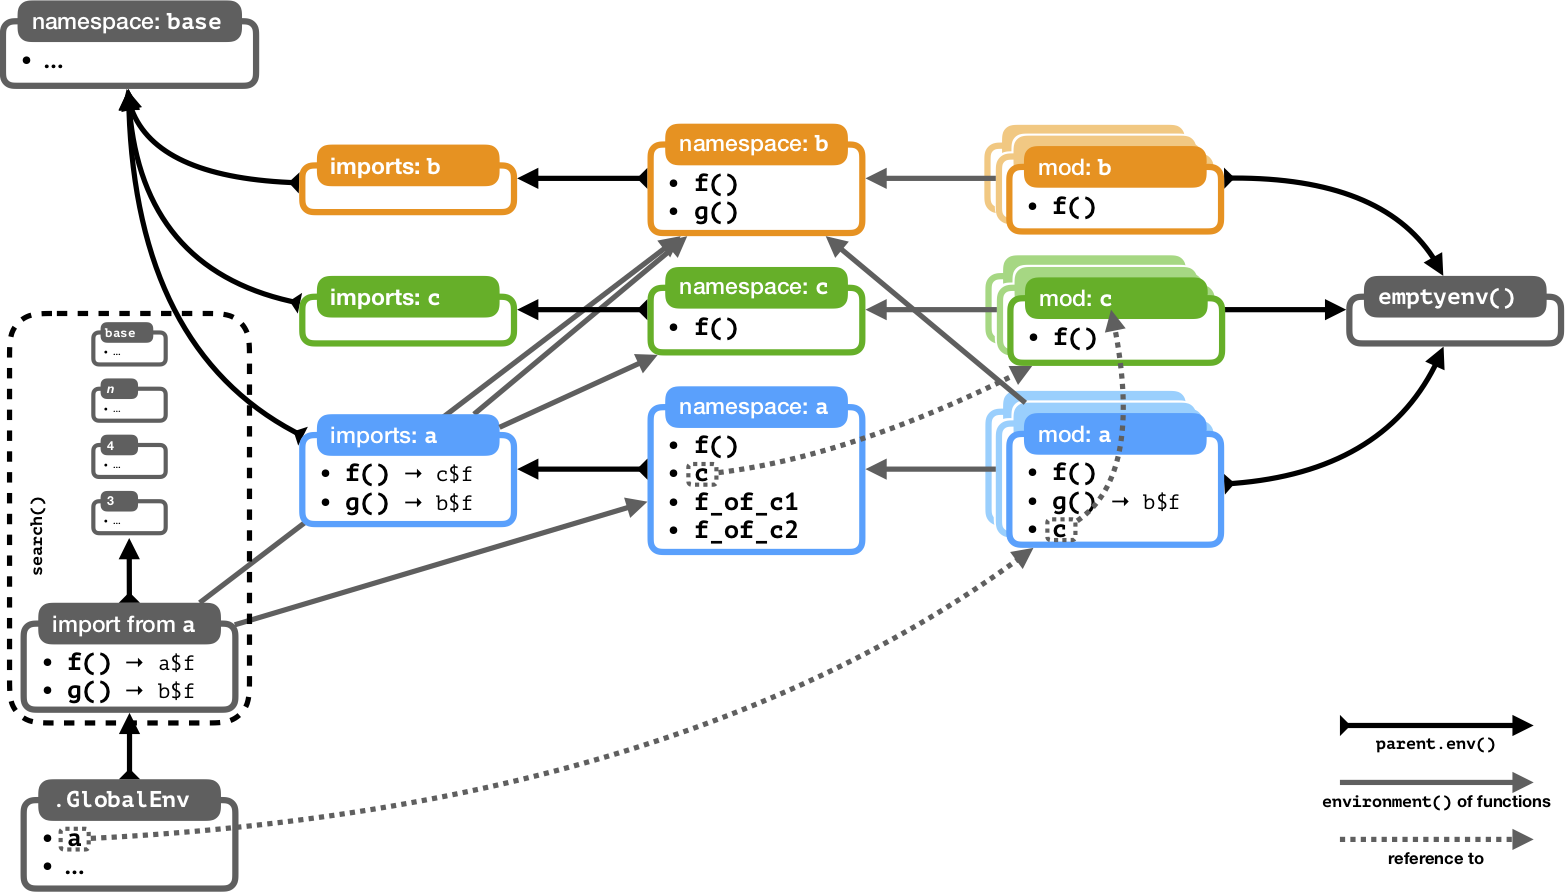 namespace: base
• ...
imports: b
namespace: b
• f()
• g()
mod: b
• f()
imports: c
namespace: c
• f()
mod: c
• f()
emptyenv()
search()
base
• ...
n
• ...
4
• ...
3
• ...
imports: a
• f() → c$f
• g() → b$f
namespace: a
• f()
• c
• f_of_c1
• f_of_c2
mod: a
• f()
• g() → b$f
• c
import from a
• f() → a$f
• g() → b$f
.GlobalEnv
• a
• ...
parent.env()
environment() of functions
reference to